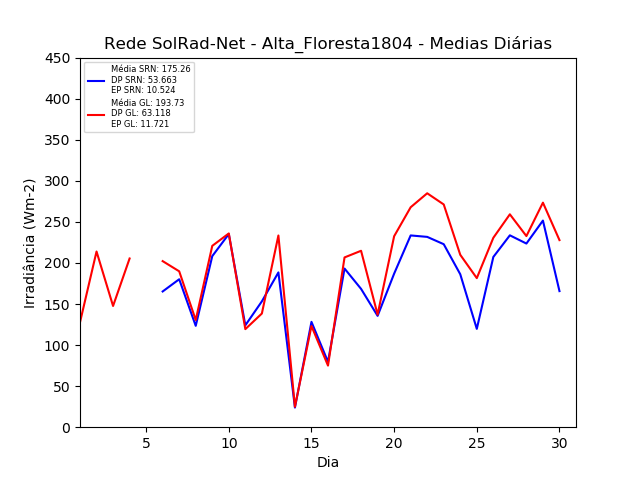 Rede SolRad-Net - Alta_Floresta1804 - Medias Diárias
Irradiância (Wm-2)
450
400
350
300
250
200
150
100
50
0
Média SRN: 175.26
DP SRN: 53.663
EP SRN: 10.524
Média GL: 193.73
DP GL: 63.118
EP GL: 11.721
5
10
15
20
25
30
Dia